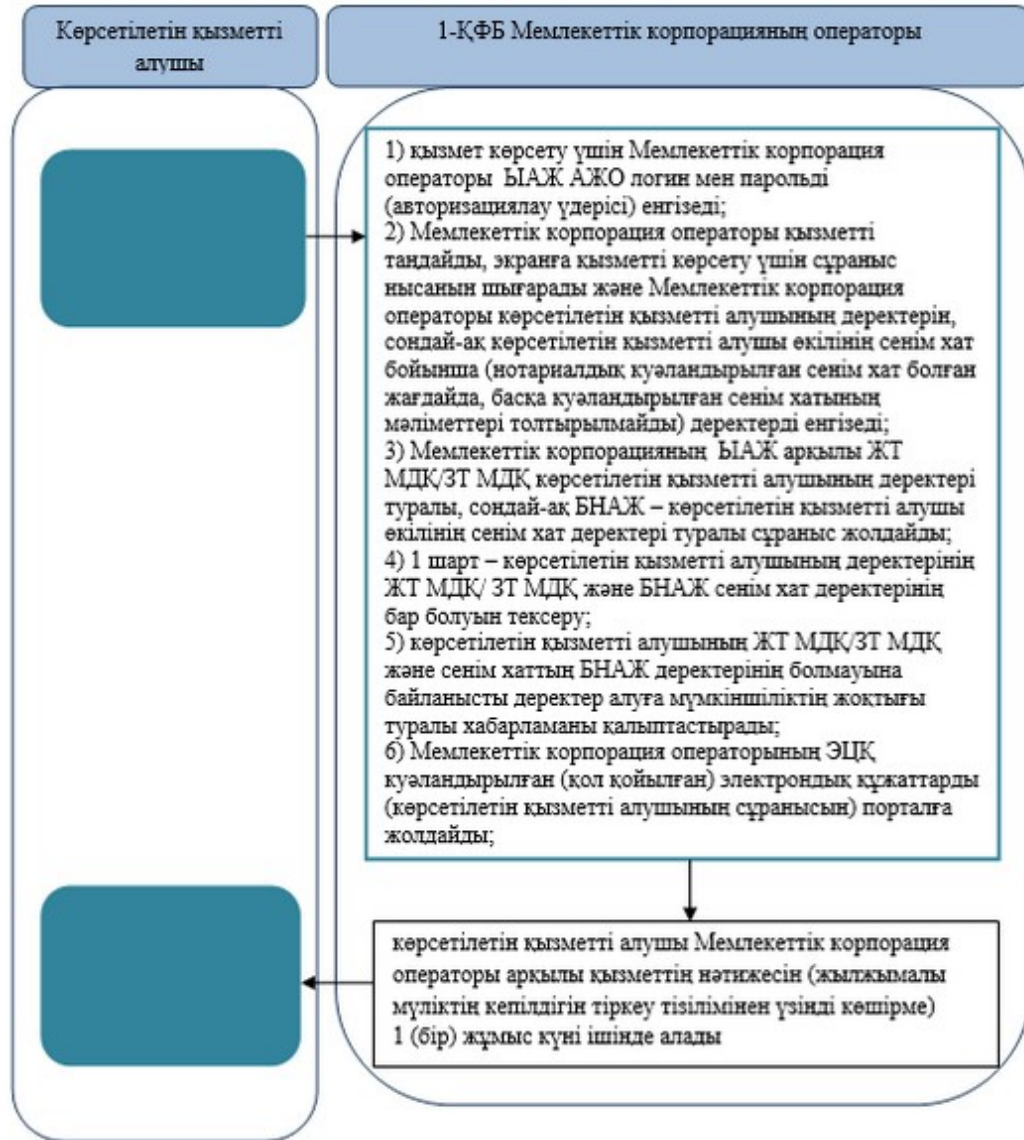 Көрсетілетін қызметті
алушы
1-ҚФБ Мемлекеттік корпорацияның операторы
1) қызмет көрсету үшін Мемлекеттік корпорация
операторы ЫАЖ АЖО логин мен парольді
(авторизациялау үдерісі) енгізеді;
2) Мемлекеттік корпорация операторы қызметті
таңдайды, экранға қызметті көрсету үшін сұраныс
нысанын шығарады және Мемлекеттік корпорация
операторы көрсетілетін қызметті алушының деректерін,
сондай-ақ көрсетілетін қызметті алушы өкілінің сенім хат
бойынша (нотариалдық куәландырылған сенім хат болған
жағдайда, басқа куәландырылған сенім хатының
мәліметтері толтырылмайды) деректерді енгізеді;
3) Мемлекеттік корпорацияның ЫАЖ арқылы ЖТ
МДҚ/ЗТ МДҚ көрсетілетін қызметті алушының деректері
туралы, сондай-ақ БНАЖ – көрсетілетін қызметті алушы
өкілінің сенім хат деректері туралы сұраныс жолдайды;
4) 1 шарт – көрсетілетін қызметті алушының деректерінің
ЖТ МДҚ/ ЗТ МДҚ және БНАЖ сенім хат деректерінің
бар болуын тексеру;
5) көрсетілетін қызметті алушының ЖТ МДҚ/ЗТ МДҚ
және сенім хаттың БНАЖ деректерінің болмауына
байланысты деректер алуға мүмкіншіліктің жоқтығы
туралы хабарламаны қалыптастырады;
6) Мемлекеттік корпорация операторының ЭЦҚ
куәландырылған (қол қойылған) электрондық құжаттарды
(көрсетілетін қызметті алушының сұранысын) порталға
жолдайды;
көрсетілетін қызметті алушы Мемлекеттік корпорация
операторы арқылы қызметтің нәтижесін (жылжымалы
мүліктің кепілдігін тіркеу тізілімінен үзінді көшірме)
1 (бір) жұмыс күні ішінде алады